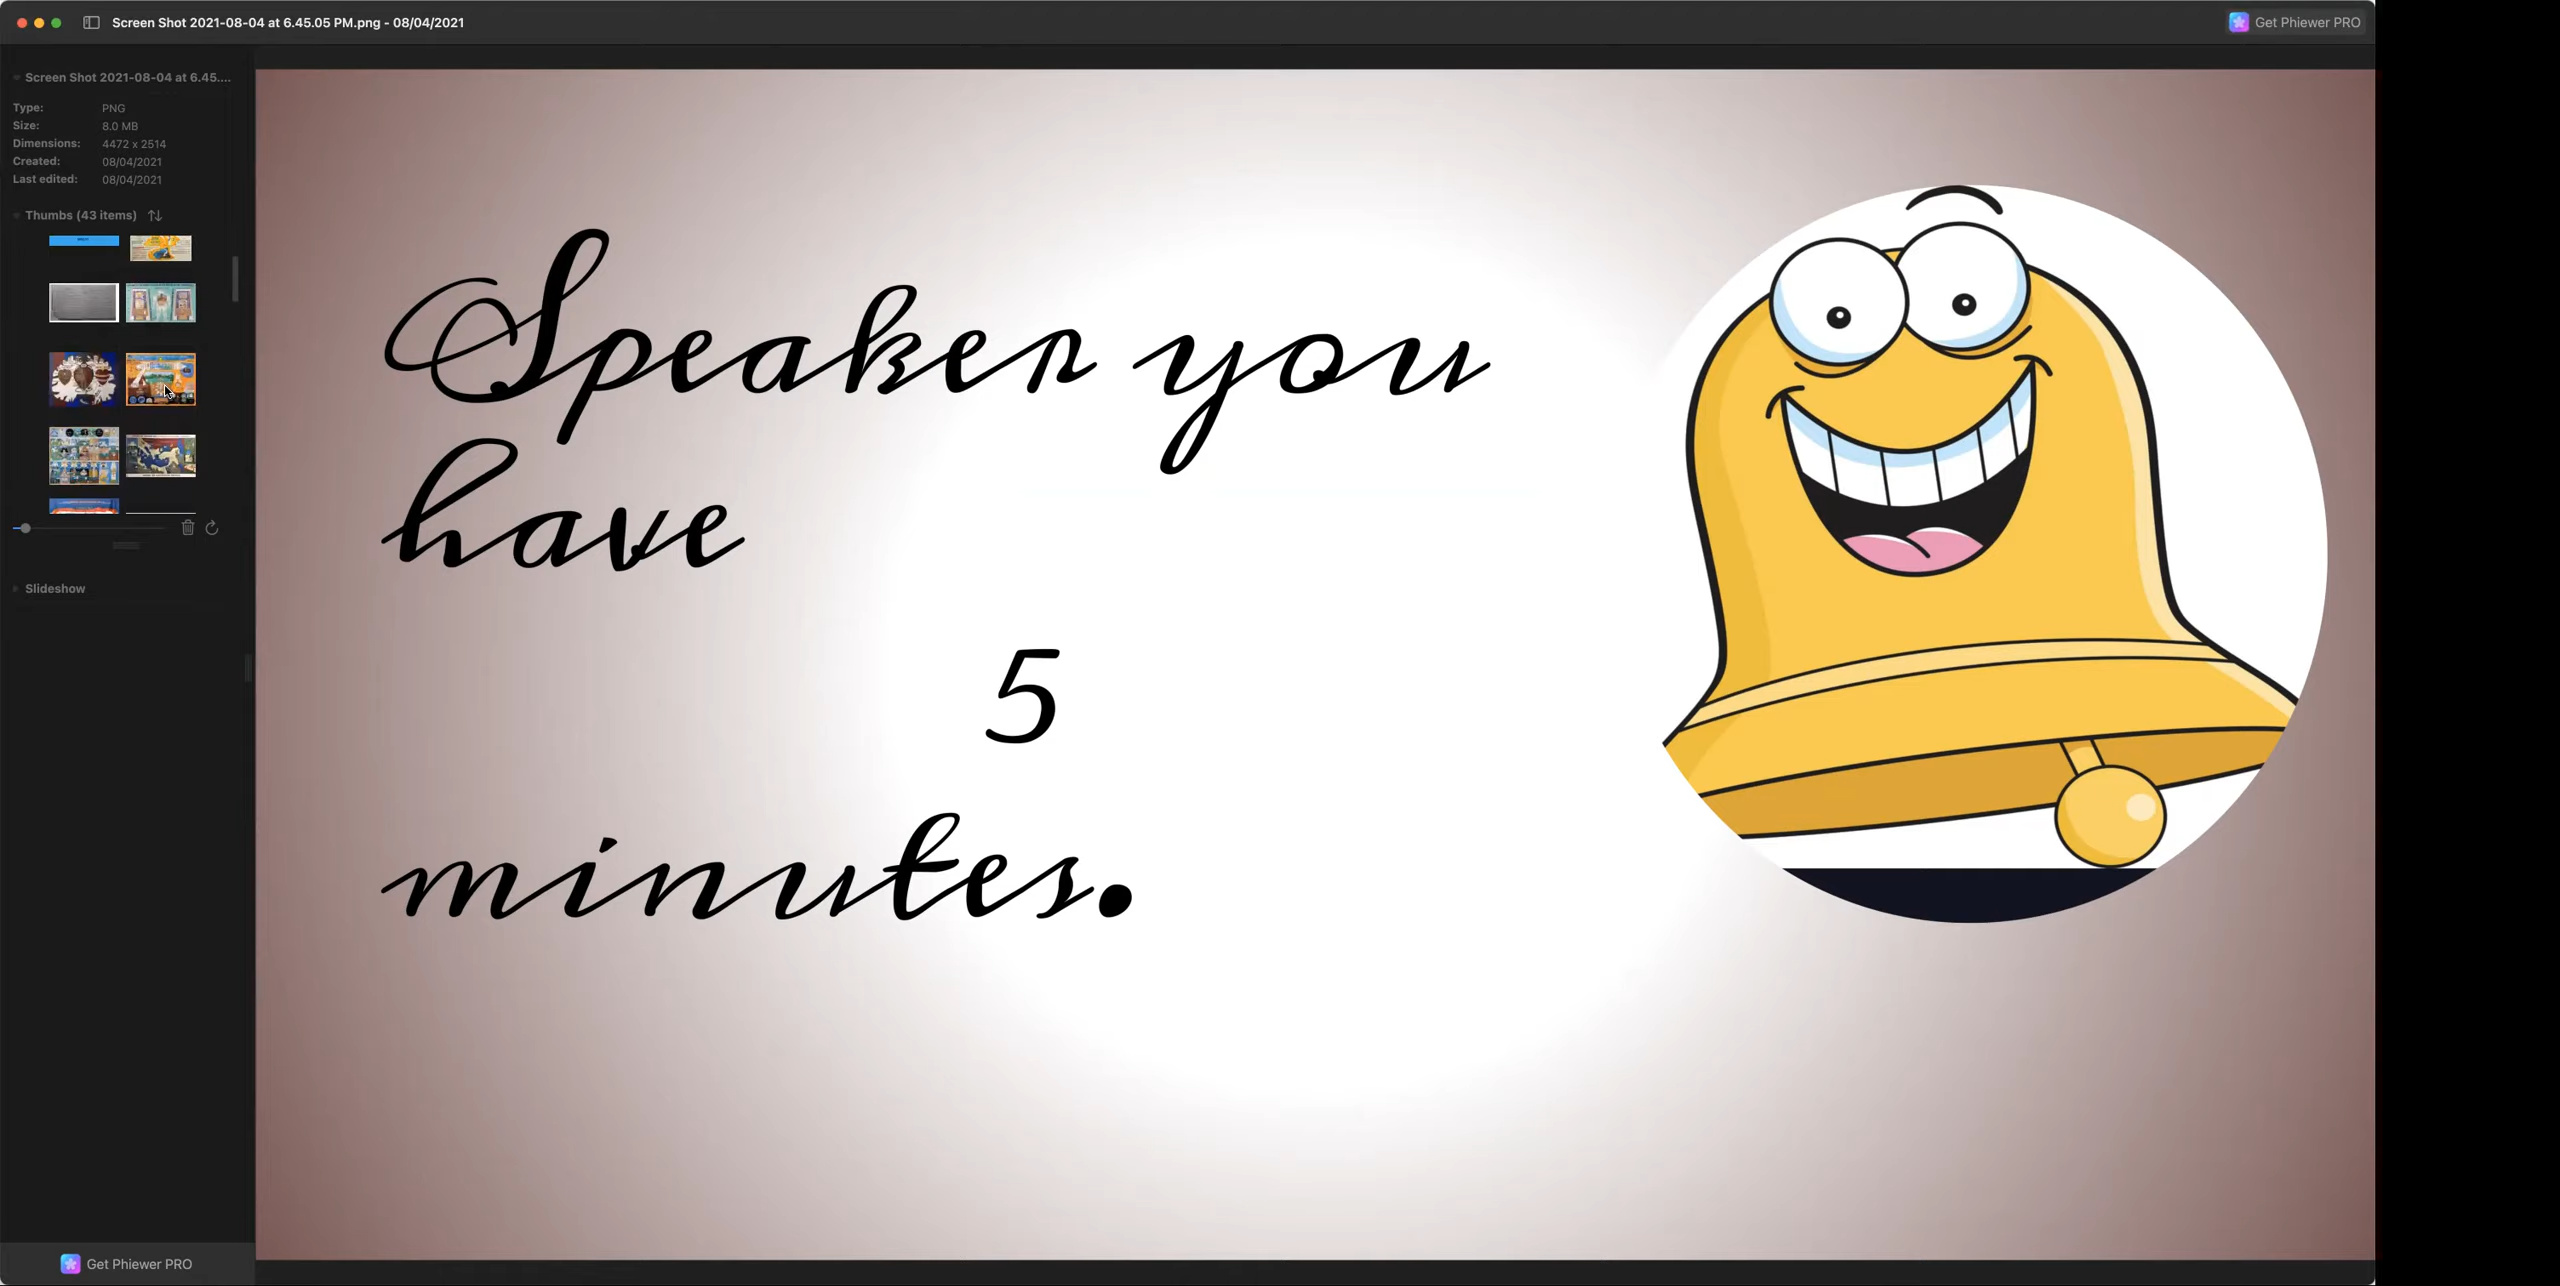 Screen Shot 2021-08-04 at 6.45.05 PM.png - 08/04/2021
Get Phiewer PRO
Screen Shot 2021-08-04 at 6.45....
Type: PNG
Size: 8.0 MB
Dimensions: 4472 x 2514
Created: 08/04/2021
Last edited: 08/04/2021
Thumbs (43 items)
Slideshow
Get Phiewer PRO
Speaker you
have
5
minutes.